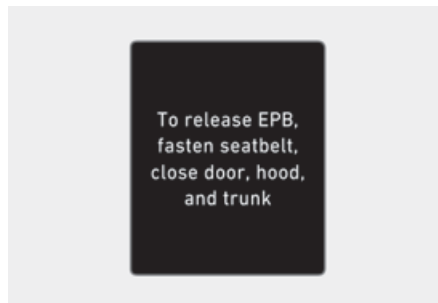 To release EPB,
fasten seatbelt,
close door, hood,
and trunk